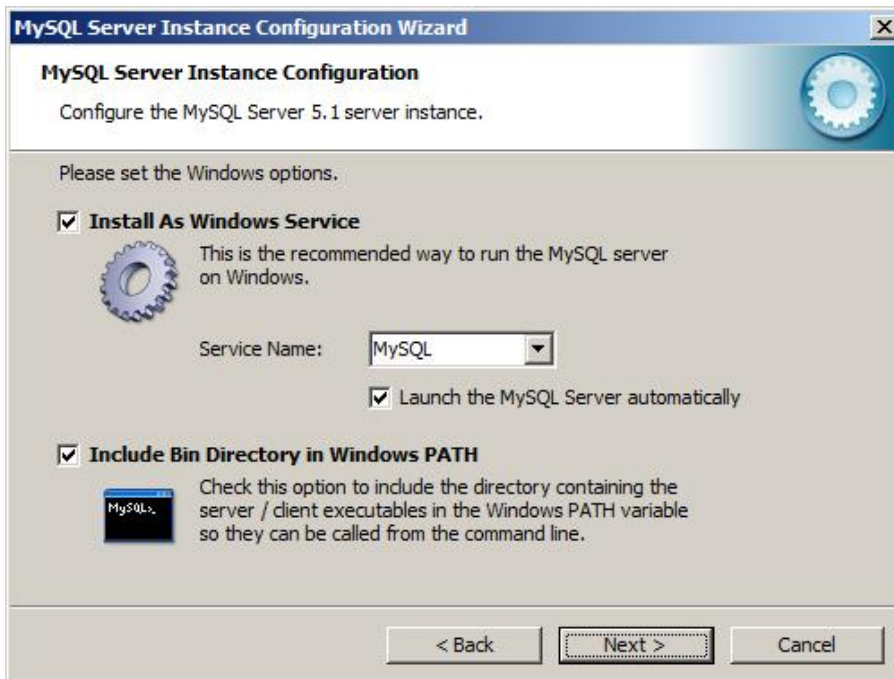 MySQL Server Instance Configuration Wizard
MySQL Server Instance Configuration
Configure the MySQL Server 5.1 server instance.
Please set the Windows options.
Install As Windows Service
This is the recommended way to run the MySQL server
on Windows.
Service Name:
MySQL
Launch the MySQL Server automatically
Include Bin Directory in Windows PATH
MySQL>_
Check this option to include the directory containing the
server / client executables in the Windows PATH variable
so they can be called from the command line.
< Back
Next >
Cancel